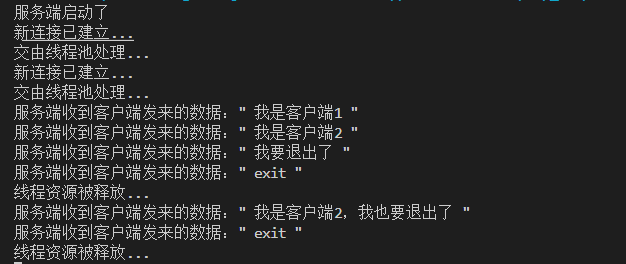 服务端启动了
新连接已建立...
交由线程池处理...
新连接已建立...
交由线程池处理...
服务端收到客户端发来的数据：" 我是客户端1 "
服务端收到客户端发来的数据：" 我是客户端2 "
服务端收到客户端发来的数据：" 我要退出了 "
服务端收到客户端发来的数据：" exit "
线程资源被释放...
服务端收到客户端发来的数据：" 我是客户端2，我也要退出了 "
服务端收到客户端发来的数据：" exit "
线程资源被释放...